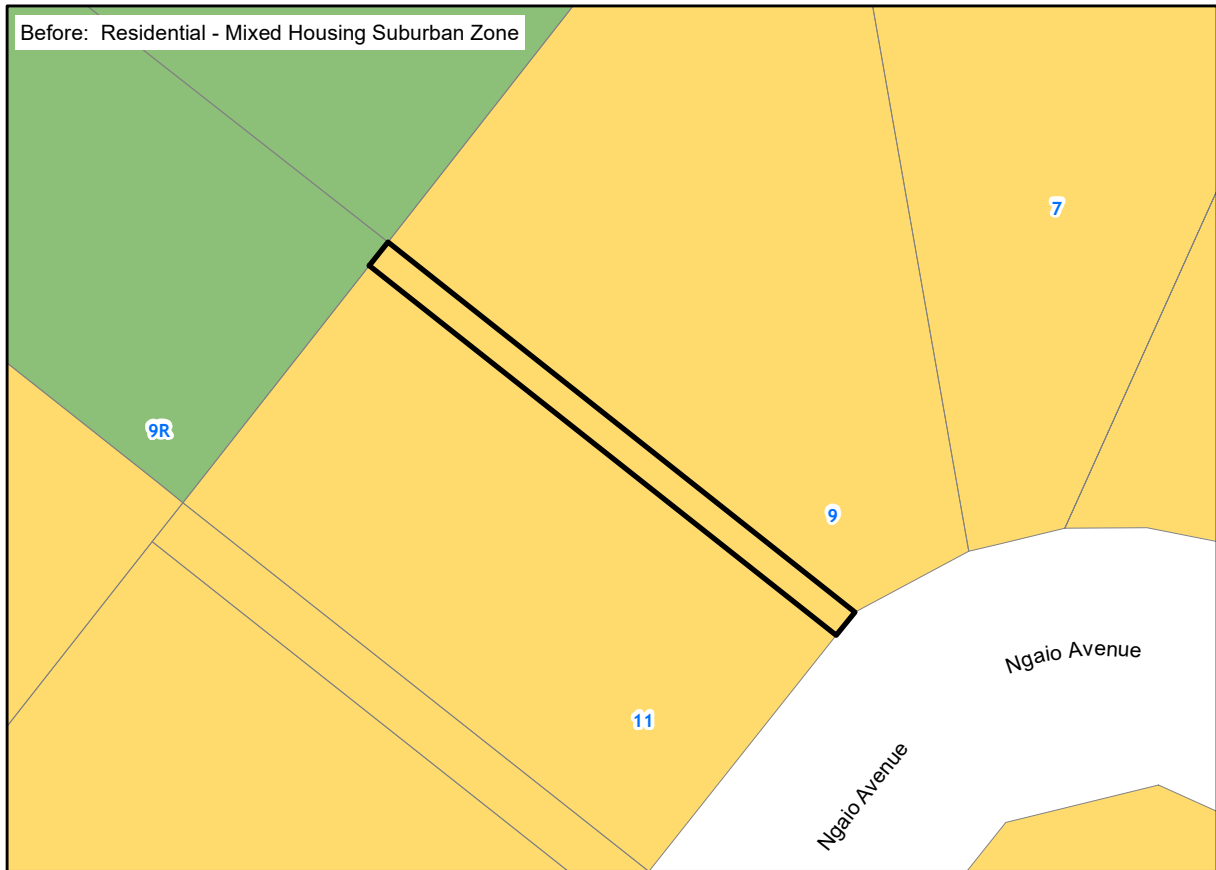 Before:  Residential - Mixed Housing Suburban Zone
7
9R
9
Ngaio Avenue
11
Ngaio Avenue